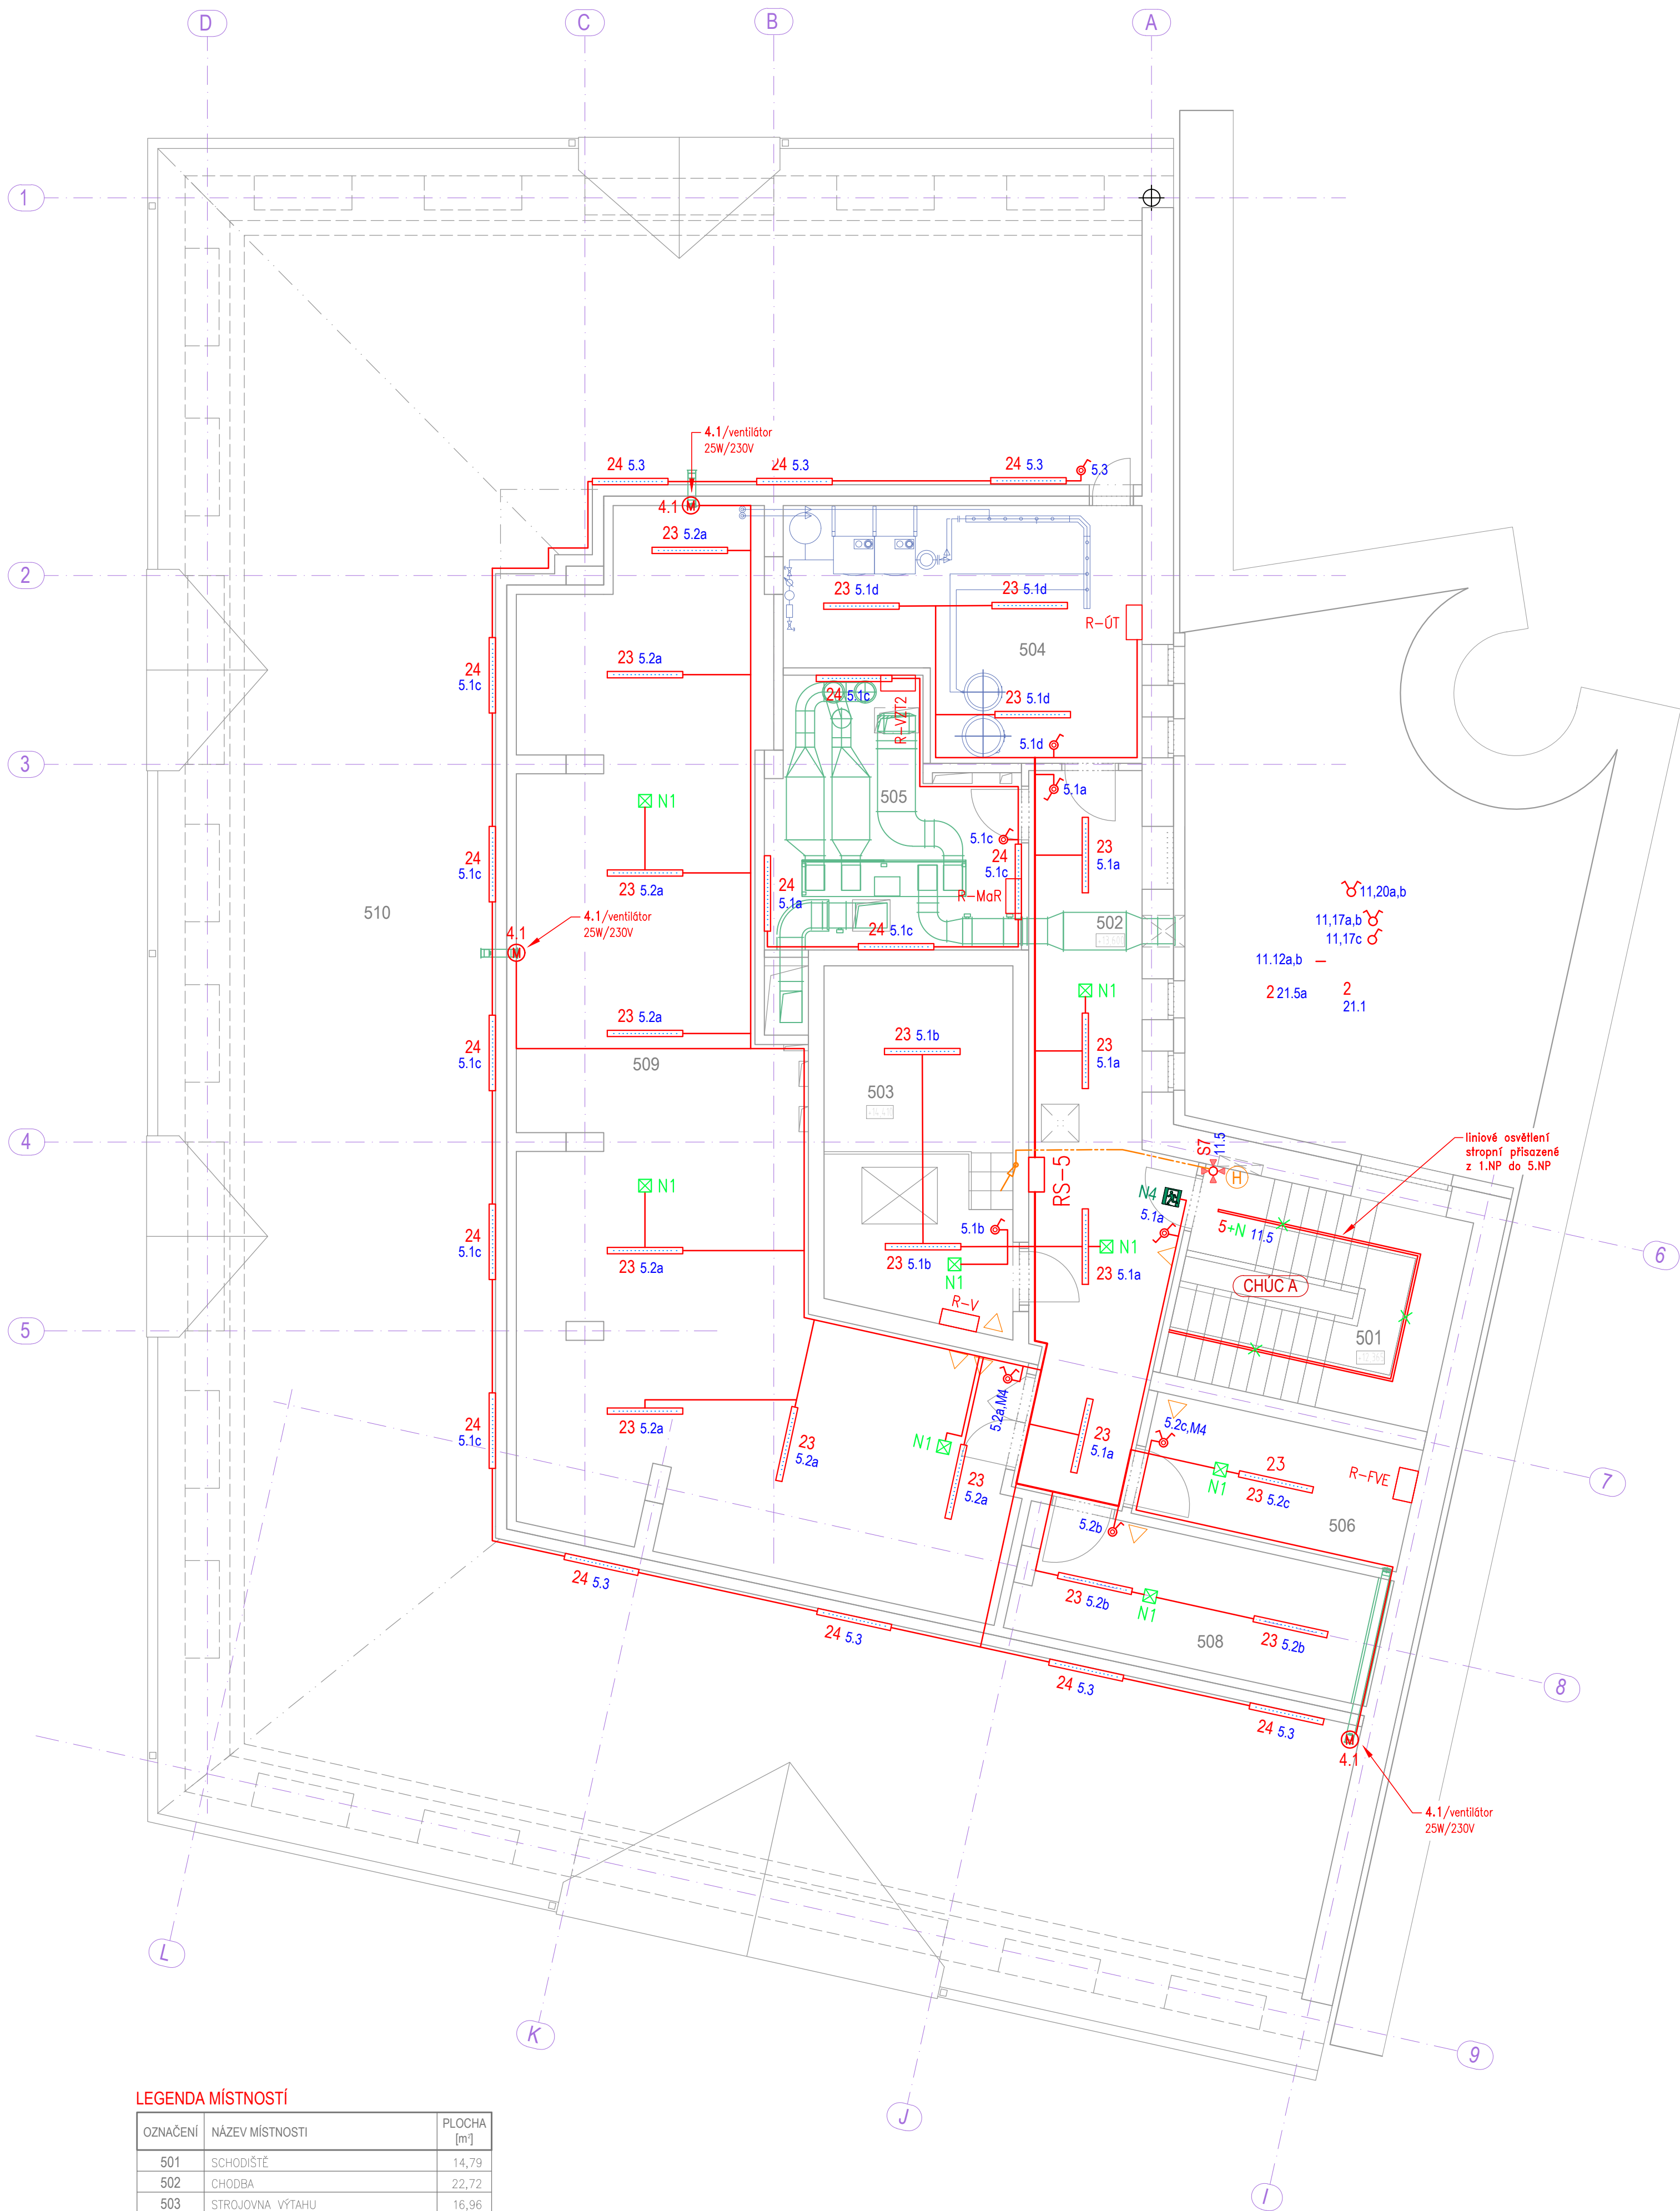 D
C
B
A
1
4.1/ventilátor
25W/230V
24 5.3
24 5.3
24 5.3
5.3
4.1 M
23 5.2a
2
23 5.1d
23 5.1d
R-ÚT
504
23 5.2a
24
5.1c
24 5.1c
R-VZT2
23 5.1d
5.1d
3
5.1a
505
N1
5.1c
24
5.1c
24
5.1c
23
5.1a
23 5.2a
24
5.1a
R-MaR
11,20a,b
510
4.1/ventilátor
25W/230V
502
11,17a,b
11,17c
4.1
M
24 5.1c
11.12a,b
N1
2 21.5a
2
21.1
23 5.2a
23 5.1b
23
5.1a
24
5.1c
509
503
4
S7
11.5
liniové osvětlení
stropní přisazené
z 1.NP do 5.NP
RS-5
H
N1
N4
5.1a
5.1b
5+N 11.5
24
5.1c
23 5.2a
23 5.1b
N1
N1
23 5.1a
6
CHÚC A
R-V
5
501
24
5.1c
23 5.2a
5.2a,M4
23
5.2a
N1
23
5.2a
23
5.1a
5.2c,M4
23
N1
23 5.2c
R-FVE
7
506
5.2b
24 5.3
23 5.2b
N1
23 5.2b
24 5.3
508
24 5.3
8
24 5.3
M
4.1
4.1/ventilátor
25W/230V
L
K
9
J
I
LEGENDA MÍSTNOSTÍ
OZNAČENÍ NÁZEV MÍSTNOSTI PLOCHA [m²]
501 SCHODIŠTĚ 14,79
502 CHODBA 22,72
503 STROJOVNA VÝTAHU 16,96